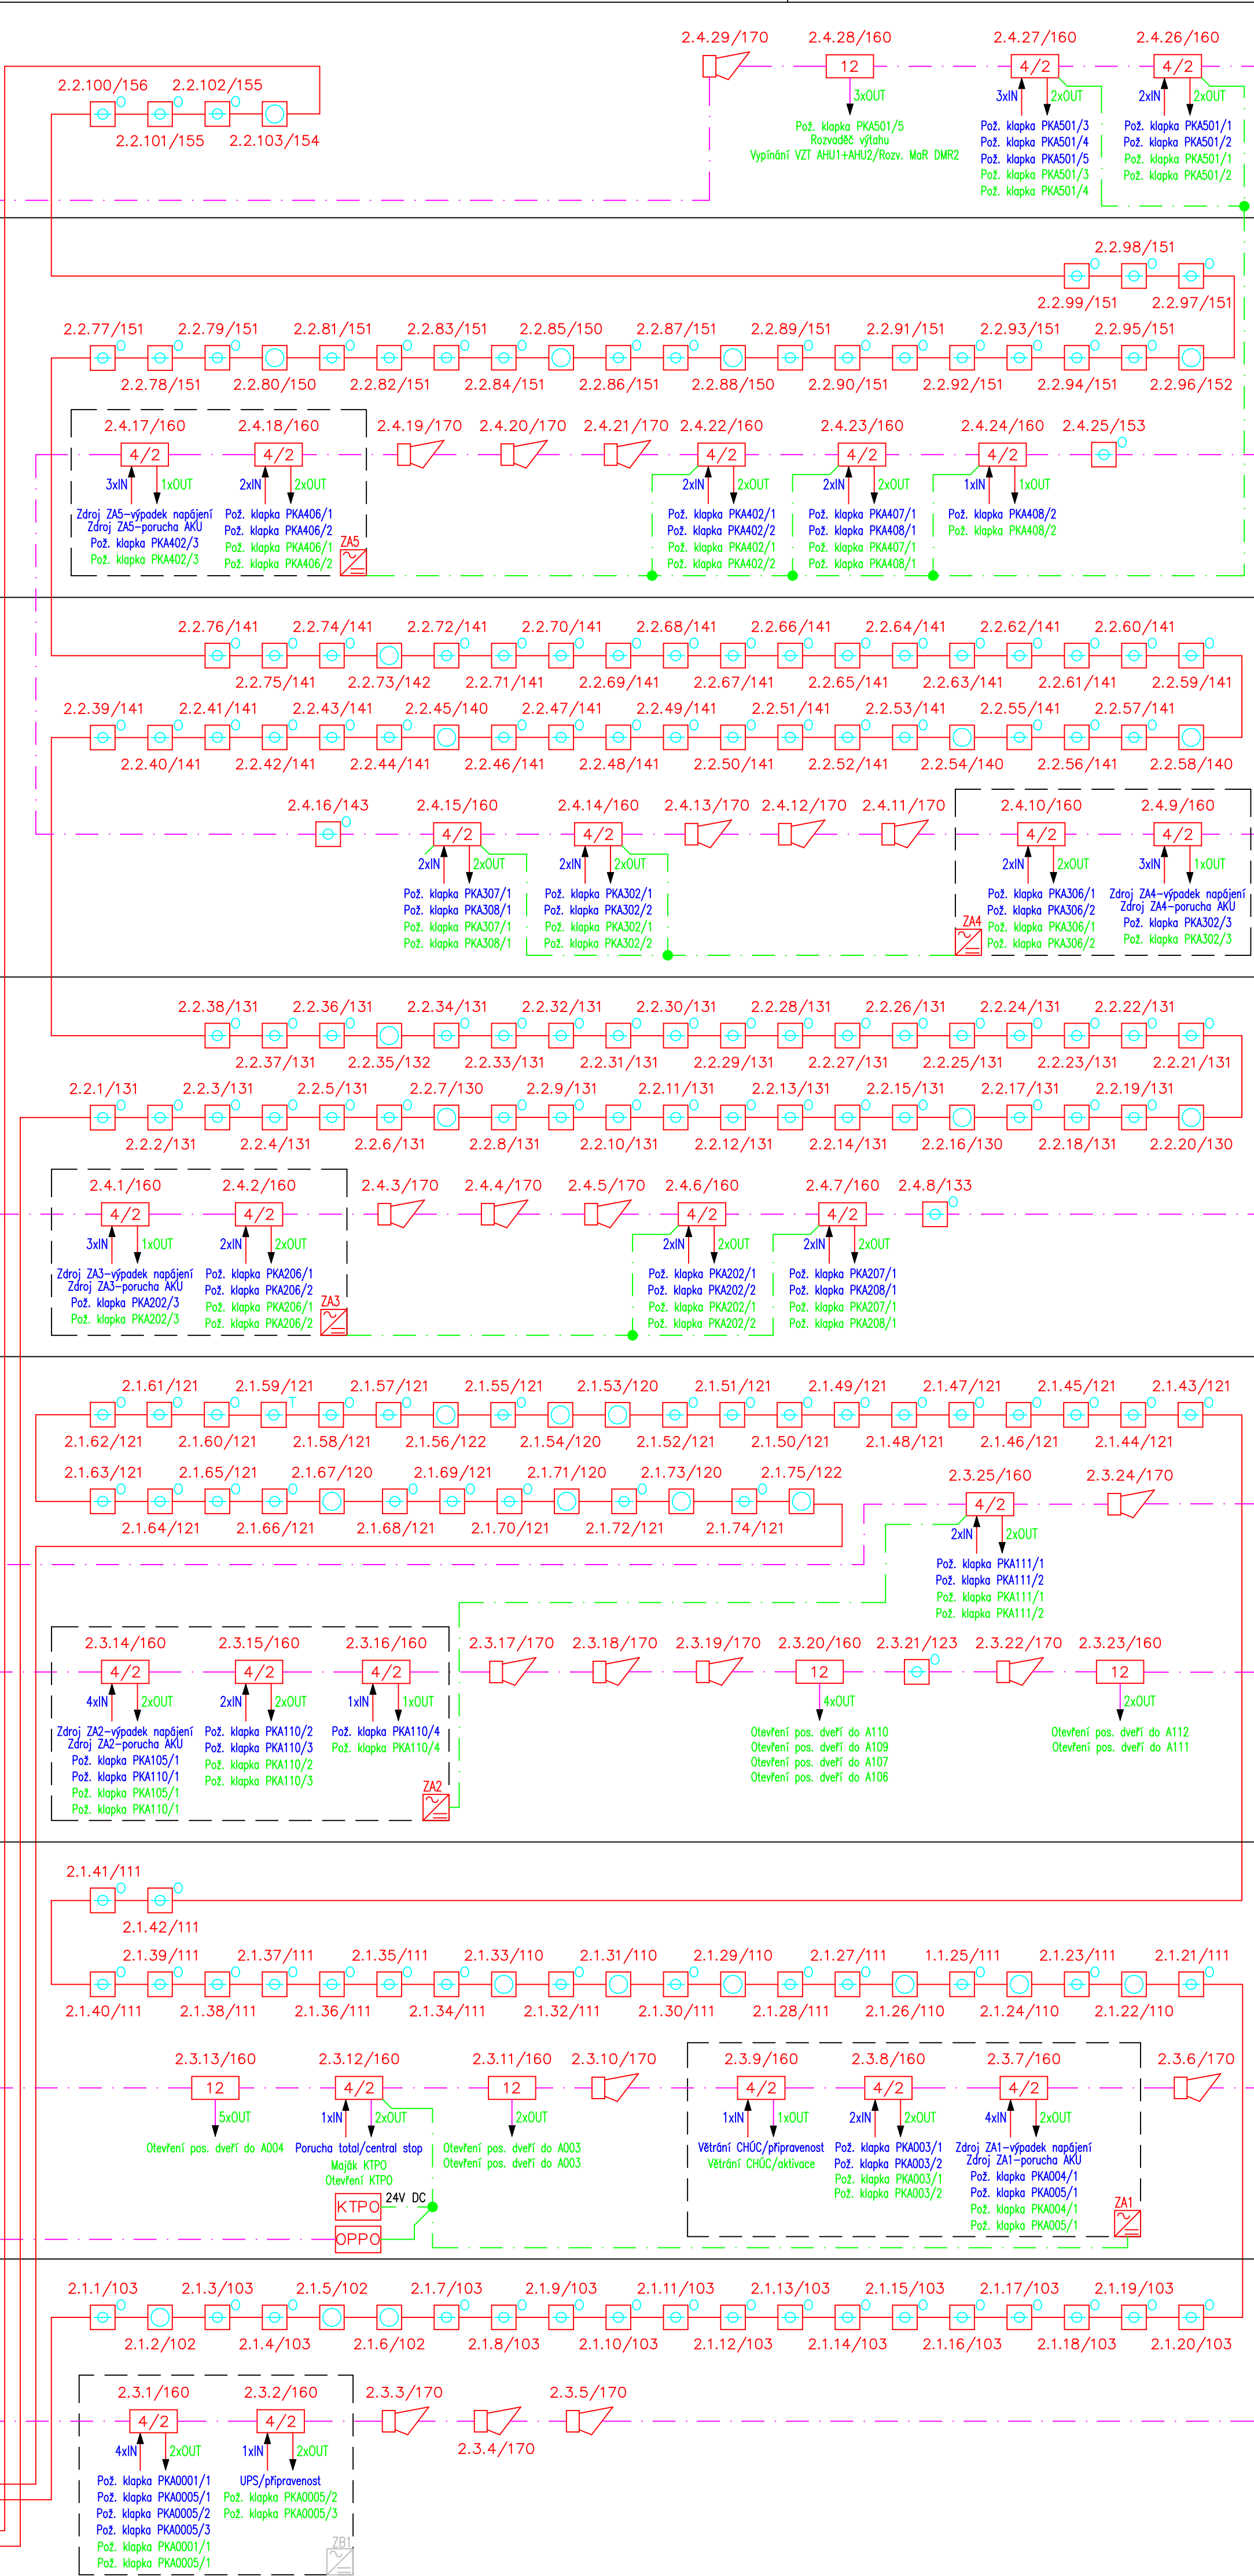 2.4.29/170 2.4.28/160 2.4.27/160 2.4.26/160
12 4/2 4/2
3xOUT 3xIN 2xOUT 2xIN 2xOUT
Pož. klapka PKA501/5
Rozvaděč výtahu
Vypínání VZT AHU1+AHU2/Rozv. MaR DMR2
Pož. klapka PKA501/3
Pož. klapka PKA501/4
Pož. klapka PKA501/5
Pož. klapka PKA501/3
Pož. klapka PKA501/4
Pož. klapka PKA501/1
Pož. klapka PKA501/2
Pož. klapka PKA501/1
Pož. klapka PKA501/2
2.2.100/156 2.2.102/155
2.2.101/155 2.2.103/154
2.2.98/151
2.2.99/151 2.2.97/151
2.2.77/151 2.2.79/151 2.2.81/151 2.2.83/151 2.2.85/150 2.2.87/151 2.2.89/151 2.2.91/151 2.2.93/151 2.2.95/151
2.2.78/151 2.2.80/150 2.2.82/151 2.2.84/151 2.2.86/151 2.2.88/150 2.2.90/151 2.2.92/151 2.2.94/151 2.2.96/152
2.4.17/160 2.4.18/160 2.4.19/170 2.4.20/170 2.4.21/170 2.4.22/160 2.4.23/160 2.4.24/160 2.4.25/153
4/2 4/2 4/2 4/2 4/2
3xIN 1xOUT 2xIN 2xOUT 2xIN 2xOUT 2xIN 2xOUT 1xIN 1xOUT
Zdroj ZA5-výpadek napájení
Zdroj ZA5-porucha AKU
Pož. klapka PKA402/3
Pož. klapka PKA402/3
Pož. klapka PKA406/1
Pož. klapka PKA406/2
Pož. klapka PKA406/1
Pož. klapka PKA406/2
ZA5
Pož. klapka PKA402/1
Pož. klapka PKA402/2
Pož. klapka PKA402/1
Pož. klapka PKA402/2
Pož. klapka PKA407/1
Pož. klapka PKA408/1
Pož. klapka PKA407/1
Pož. klapka PKA408/1
Pož. klapka PKA408/2
Pož. klapka PKA408/2
2.2.76/141 2.2.74/141 2.2.72/141 2.2.70/141 2.2.68/141 2.2.66/141 2.2.64/141 2.2.62/141 2.2.60/141
2.2.75/141 2.2.73/142 2.2.71/141 2.2.69/141 2.2.67/141 2.2.65/141 2.2.63/141 2.2.61/141 2.2.59/141
2.2.39/141 2.2.41/141 2.2.43/141 2.2.45/140 2.2.47/141 2.2.49/141 2.2.51/141 2.2.53/141 2.2.55/141 2.2.57/141
2.2.40/141 2.2.42/141 2.2.44/141 2.2.46/141 2.2.48/141 2.2.50/141 2.2.52/141 2.2.54/140 2.2.56/141 2.2.58/140
2.4.16/143 2.4.15/160 2.4.14/160 2.4.13/170 2.4.12/170 2.4.11/170 2.4.10/160 2.4.9/160
4/2 4/2 4/2 4/2
2xIN 2xOUT 2xIN 2xOUT 2xIN 2xOUT 3xIN 1xOUT
Pož. klapka PKA307/1
Pož. klapka PKA308/1
Pož. klapka PKA307/1
Pož. klapka PKA308/1
Pož. klapka PKA302/1
Pož. klapka PKA302/2
Pož. klapka PKA302/1
Pož. klapka PKA302/2
ZA4
Pož. klapka PKA306/1
Pož. klapka PKA306/2
Pož. klapka PKA306/1
Pož. klapka PKA306/2
Zdroj ZA4-výpadek napájení
Zdroj ZA4-porucha AKU
Pož. klapka PKA302/3
Pož. klapka PKA302/3
2.2.38/131 2.2.36/131 2.2.34/131 2.2.32/131 2.2.30/131 2.2.28/131 2.2.26/131 2.2.24/131 2.2.22/131
2.2.37/131 2.2.35/132 2.2.33/131 2.2.31/131 2.2.29/131 2.2.27/131 2.2.25/131 2.2.23/131 2.2.21/131
2.2.1/131 2.2.3/131 2.2.5/131 2.2.7/130 2.2.9/131 2.2.11/131 2.2.13/131 2.2.15/131 2.2.17/131 2.2.19/131
2.2.2/131 2.2.4/131 2.2.6/131 2.2.8/131 2.2.10/131 2.2.12/131 2.2.14/131 2.2.16/130 2.2.18/131 2.2.20/130
2.4.1/160 2.4.2/160 2.4.3/170 2.4.4/170 2.4.5/170 2.4.6/160 2.4.7/160 2.4.8/133
4/2 4/2 4/2 4/2
3xIN 1xOUT 2xIN 2xOUT 2xIN 2xOUT 2xIN 2xOUT
Zdroj ZA3-výpadek napájení
Zdroj ZA3-porucha AKU
Pož. klapka PKA202/3
Pož. klapka PKA202/3
Pož. klapka PKA206/1
Pož. klapka PKA206/2
Pož. klapka PKA206/1
Pož. klapka PKA206/2
ZA3
Pož. klapka PKA202/1
Pož. klapka PKA202/2
Pož. klapka PKA202/1
Pož. klapka PKA202/2
Pož. klapka PKA207/1
Pož. klapka PKA208/1
Pož. klapka PKA207/1
Pož. klapka PKA208/1
2.1.61/121 2.1.59/121 2.1.57/121 2.1.55/121 2.1.53/120 2.1.51/121 2.1.49/121 2.1.47/121 2.1.45/121 2.1.43/121
T
2.1.62/121 2.1.60/121 2.1.58/121 2.1.56/122 2.1.54/120 2.1.52/121 2.1.50/121 2.1.48/121 2.1.46/121 2.1.44/121
2.1.63/121 2.1.65/121 2.1.67/120 2.1.69/121 2.1.71/120 2.1.73/120 2.1.75/122
2.1.64/121 2.1.66/121 2.1.68/121 2.1.70/121 2.1.72/121 2.1.74/121
2.3.25/160 2.3.24/170
4/2
2xIN 2xOUT
Pož. klapka PKA111/1
Pož. klapka PKA111/2
Pož. klapka PKA111/1
Pož. klapka PKA111/2
2.3.14/160 2.3.15/160 2.3.16/160 2.3.17/170 2.3.18/170 2.3.19/170 2.3.20/160 2.3.21/123 2.3.22/170 2.3.23/160
4/2 4/2 4/2 12 12
4xIN 2xOUT 2xIN 2xOUT 1xIN 1xOUT 4xOUT 2xOUT
Zdroj ZA2-výpadek napájení
Zdroj ZA2-porucha AKU
Pož. klapka PKA105/1
Pož. klapka PKA110/1
Pož. klapka PKA105/1
Pož. klapka PKA110/1
Pož. klapka PKA110/2
Pož. klapka PKA110/3
Pož. klapka PKA110/2
Pož. klapka PKA110/3
Pož. klapka PKA110/4
Pož. klapka PKA110/4
ZA2
Otevření pos. dveří do A110
Otevření pos. dveří do A109
Otevření pos. dveří do A107
Otevření pos. dveří do A106
Otevření pos. dveří do A112
Otevření pos. dveří do A111
2.1.41/111
2.1.42/111
2.1.39/111 2.1.37/111 2.1.35/111 2.1.33/110 2.1.31/110 2.1.29/110 2.1.27/111 1.1.25/111 2.1.23/111 2.1.21/111
2.1.40/111 2.1.38/111 2.1.36/111 2.1.34/111 2.1.32/111 2.1.30/111 2.1.28/111 2.1.26/110 2.1.24/110 2.1.22/110
2.3.13/160 2.3.12/160 2.3.11/160 2.3.10/170 2.3.9/160 2.3.8/160 2.3.7/160 2.3.6/170
12 4/2 12 4/2 4/2 4/2
5xOUT 1xIN 2xOUT 2xOUT 1xIN 1xOUT 2xIN 2xOUT 4xIN 2xOUT
Otevření pos. dveří do A004
Porucha total/central stop
Maják KTPO
Otevření KTPO
Otevření pos. dveří do A003
Otevření pos. dveří do A003
KTPO
24V DC
OPPO
Větrání CHÚC/připravenost
Větrání CHÚC/aktivace
Pož. klapka PKA003/1
Pož. klapka PKA003/2
Pož. klapka PKA003/1
Pož. klapka PKA003/2
Zdroj ZA1-výpadek napájení
Zdroj ZA1-porucha AKU
Pož. klapka PKA004/1
Pož. klapka PKA005/1
Pož. klapka PKA004/1
Pož. klapka PKA005/1
ZA1
2.1.1/103 2.1.3/103 2.1.5/102 2.1.7/103 2.1.9/103 2.1.11/103 2.1.13/103 2.1.15/103 2.1.17/103 2.1.19/103
2.1.2/102 2.1.4/103 2.1.6/102 2.1.8/103 2.1.10/103 2.1.12/103 2.1.14/103 2.1.16/103 2.1.18/103 2.1.20/103
2.3.1/160 2.3.2/160 2.3.3/170 2.3.5/170
4/2 4/2
2.3.4/170
4xIN 2xOUT 1xIN 2xOUT
Pož. klapka PKA0001/1
Pož. klapka PKA0005/1
Pož. klapka PKA0005/2
Pož. klapka PKA0005/3
Pož. klapka PKA0001/1
Pož. klapka PKA0005/1
UPS/připravenost
Pož. klapka PKA0005/2
Pož. klapka PKA0005/3
ZB1